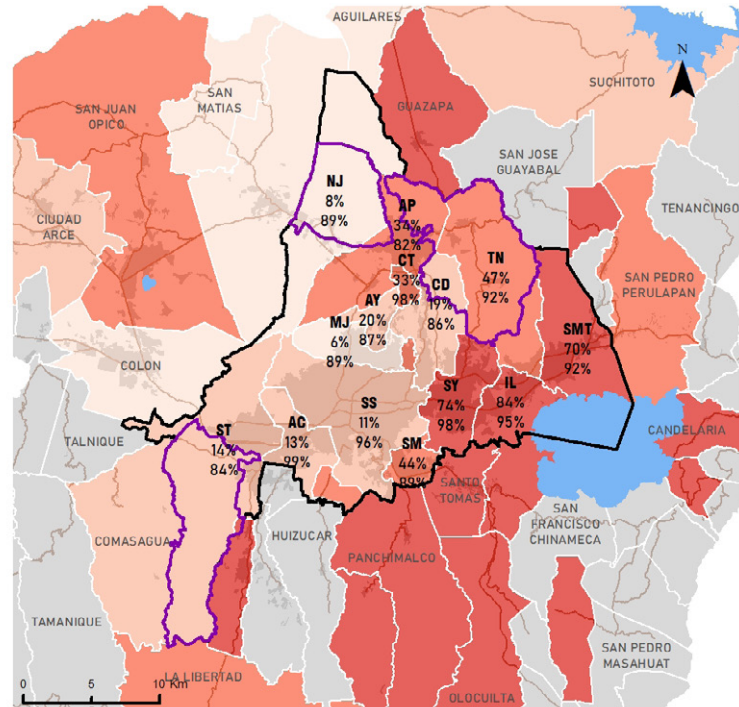 AGUILARES
N
SAN
MATIAS
SUCHITOTO
SAN JUAN
OPICO
GUAZAPA
SAN JOSE
GUAYABAL
NJ
8%
89%
AP
34%
82%
TENANCINGO
CIUDAD
ARCE
CT
33%
98%
TN
47%
92%
CD
19%
86%
SAN PEDRO
PERULAPAN
AY
20%
87%
MJ
6%
89%
SMT
70%
92%
COLON
SY
74%
98%
IL
84%
95%
SS
11%
96%
ST
14%
84%
AC
13%
99%
SM
44%
89%
TALNIQUE
CANDELARIA
SANTO
TOMAS
SAN
FRANCISCO
CHINAMECA
COMASAGUA
HUIZUCAR
PANCHIMALCO
TAMANIQUE
SAN PEDRO
MASAHUAT
LA LIBERTAD
OLOCUILTA
0 5 10 Km